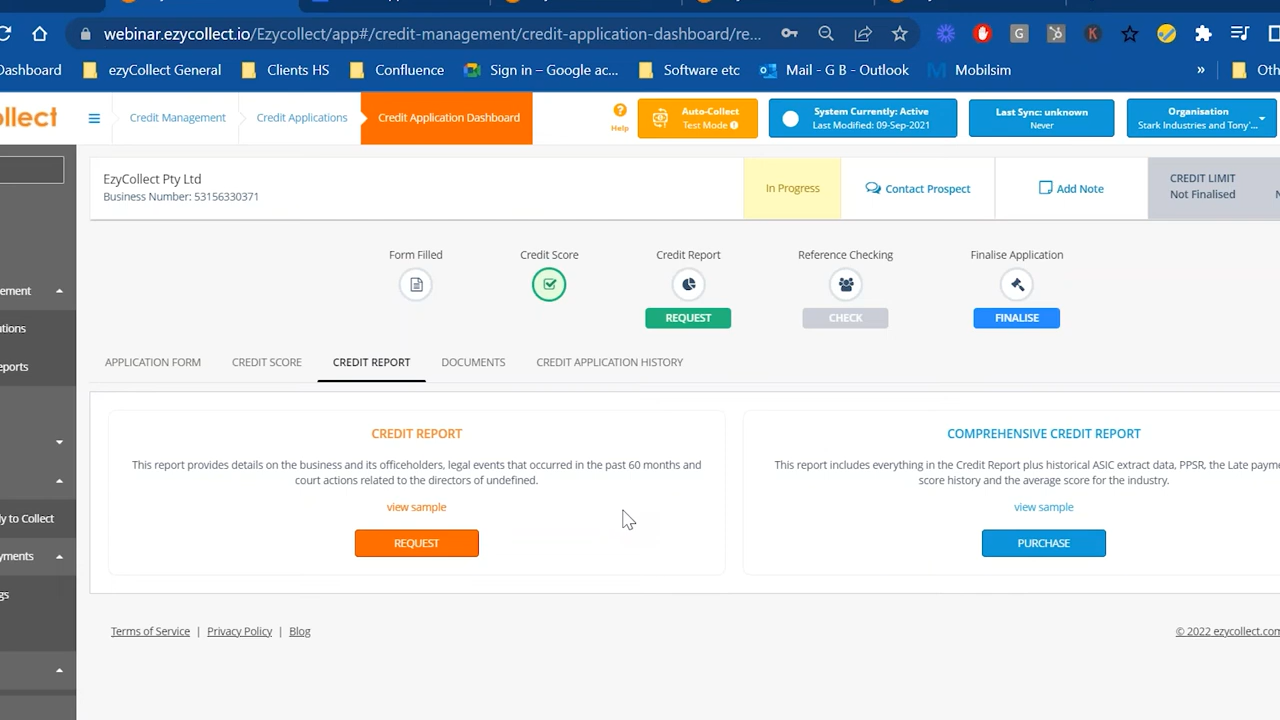 webinar.ezycollect.io/Ezycollect/app#/credit-management/credit-application-dashboard/re...
Dashboard
ezyCollect General
Clients HS
Confluence
Sign in – Google ac...
Software etc
Mail - G B - Outlook
Mobilsim
»
Oth
ollect
Credit Management
Credit Applications
Credit Application Dashboard
Help
Auto-Collect
Test Mode
System Currently: Active
Last Modified: 09-Sep-2021
Last Sync: unknown
Never
Organisation
Stark Industries and Tony'...
EzyCollect Pty Ltd
Business Number: 53156330371
In Progress
Contact Prospect
Add Note
CREDIT LIMIT
Not Finalised
N
Form Filled
Credit Score
Credit Report
Reference Checking
Finalise Application
REQUEST
CHECK
FINALISE
ement
ations
eports
y to Collect
yments
gs
APPLICATION FORM
CREDIT SCORE
CREDIT REPORT
DOCUMENTS
CREDIT APPLICATION HISTORY
CREDIT REPORT
This report provides details on the business and its officeholders, legal events that occurred in the past 60 months and
court actions related to the directors of undefined.
view sample
REQUEST
COMPREHENSIVE CREDIT REPORT
This report includes everything in the Credit Report plus historical ASIC extract data, PPSR, the Late payme
score history and the average score for the industry.
view sample
PURCHASE
Terms of Service | Privacy Policy | Blog
© 2022 ezycollect.com